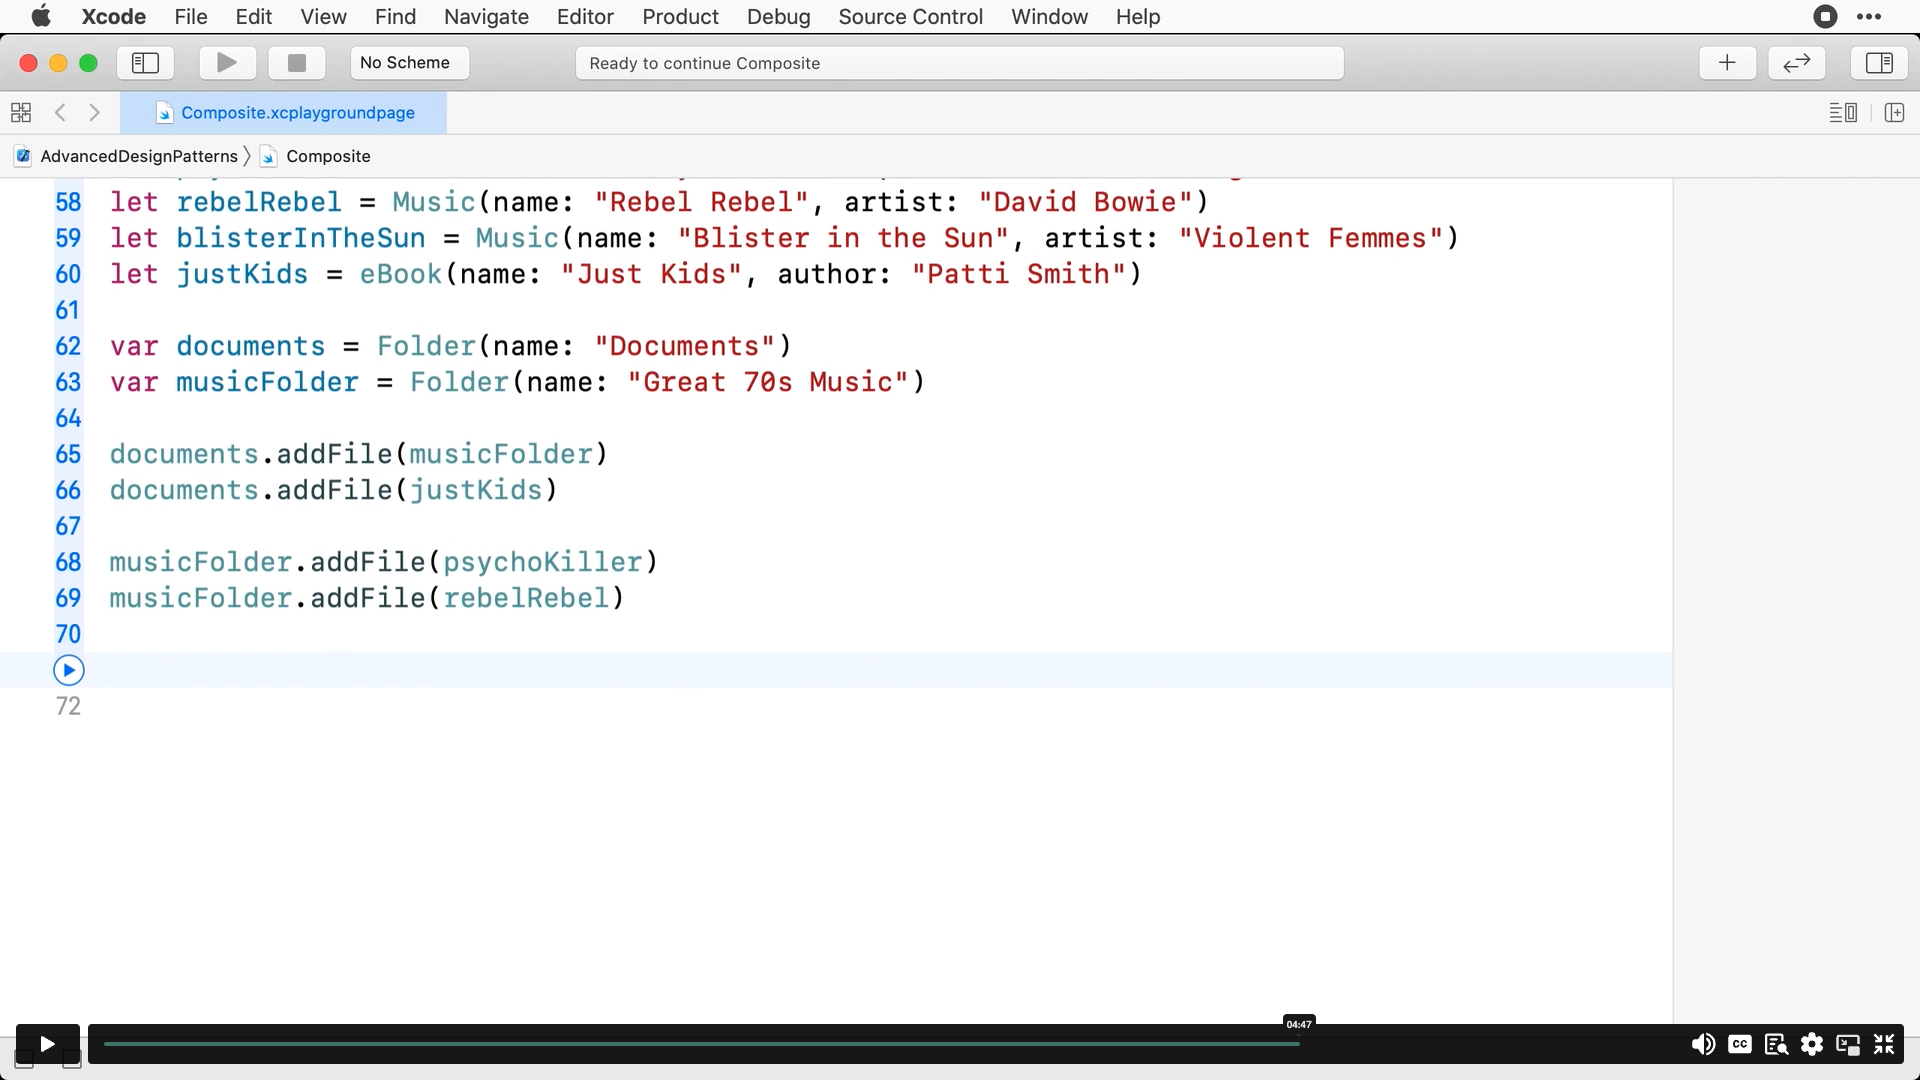 Xcode File Edit View Find Navigate Editor Product Debug Source Control Window Help
No Scheme
Ready to continue Composite
Composite.xcplaygroundpage
AdvancedDesignPatterns Composite
58 let rebelRebel = Music(name: "Rebel Rebel", artist: "David Bowie")
59 let blisterInTheSun = Music(name: "Blister in the Sun", artist: "Violent Femmes")
60 let justKids = eBook(name: "Just Kids", author: "Patti Smith")
61
62 var documents = Folder(name: "Documents")
63 var musicFolder = Folder(name: "Great 70s Music")
64
65 documents.addFile(musicFolder)
66 documents.addFile(justKids)
67
68 musicFolder.addFile(psychoKiller)
69 musicFolder.addFile(rebelRebel)
70
72
04:47
CC